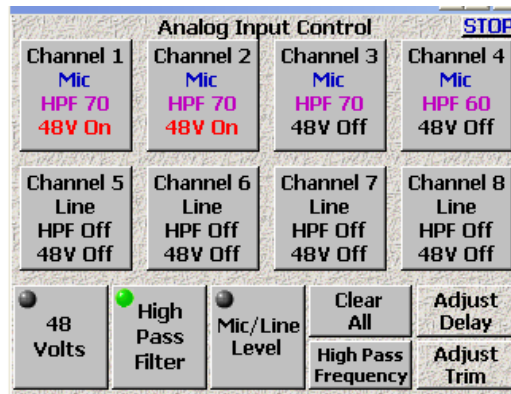 Analog Input Control
STOP
Channel 1
Mic
HPF 70
48V On
Channel 2
Mic
HPF 70
48V On
Channel 3
Mic
HPF 70
48V Off
Channel 4
Mic
HPF 60
48V Off
Channel 5
Line
HPF Off
48V Off
Channel 6
Line
HPF Off
48V Off
Channel 7
Line
HPF Off
48V Off
Channel 8
Line
HPF Off
48V Off
48
Volts
High
Pass
Filter
Mic/Line
Level
Clear
All
High Pass
Frequency
Adjust
Delay
Adjust
Trim